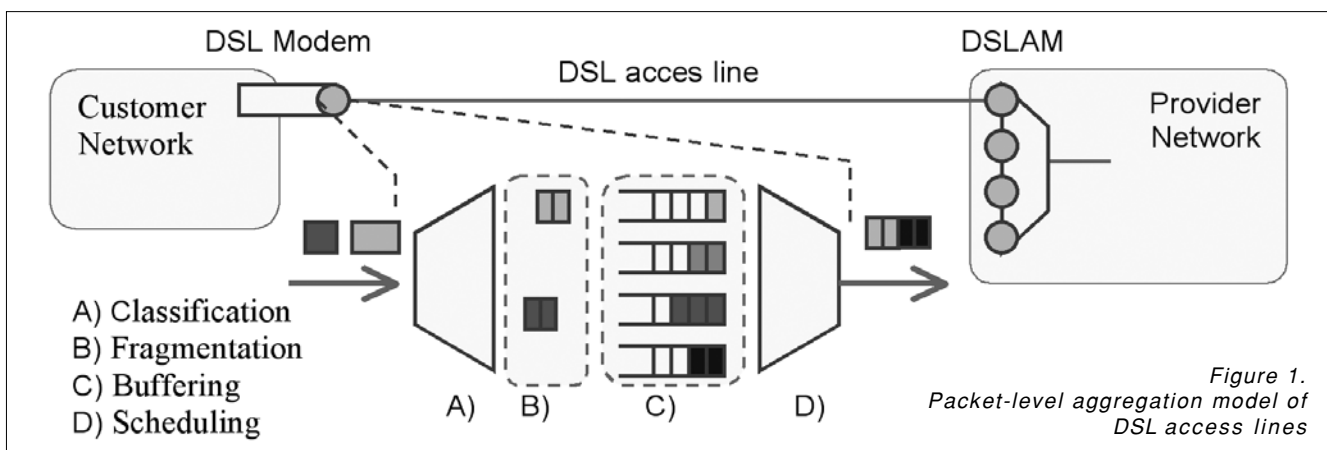 DSL Modem
DSLAM
DSL acces line
Customer
Network
Provider
Network
A) Classification
B) Fragmentation
C) Buffering
D) Scheduling
A)
B)
C)
D)
Figure 1.
Packet-level aggregation model of
DSL access lines